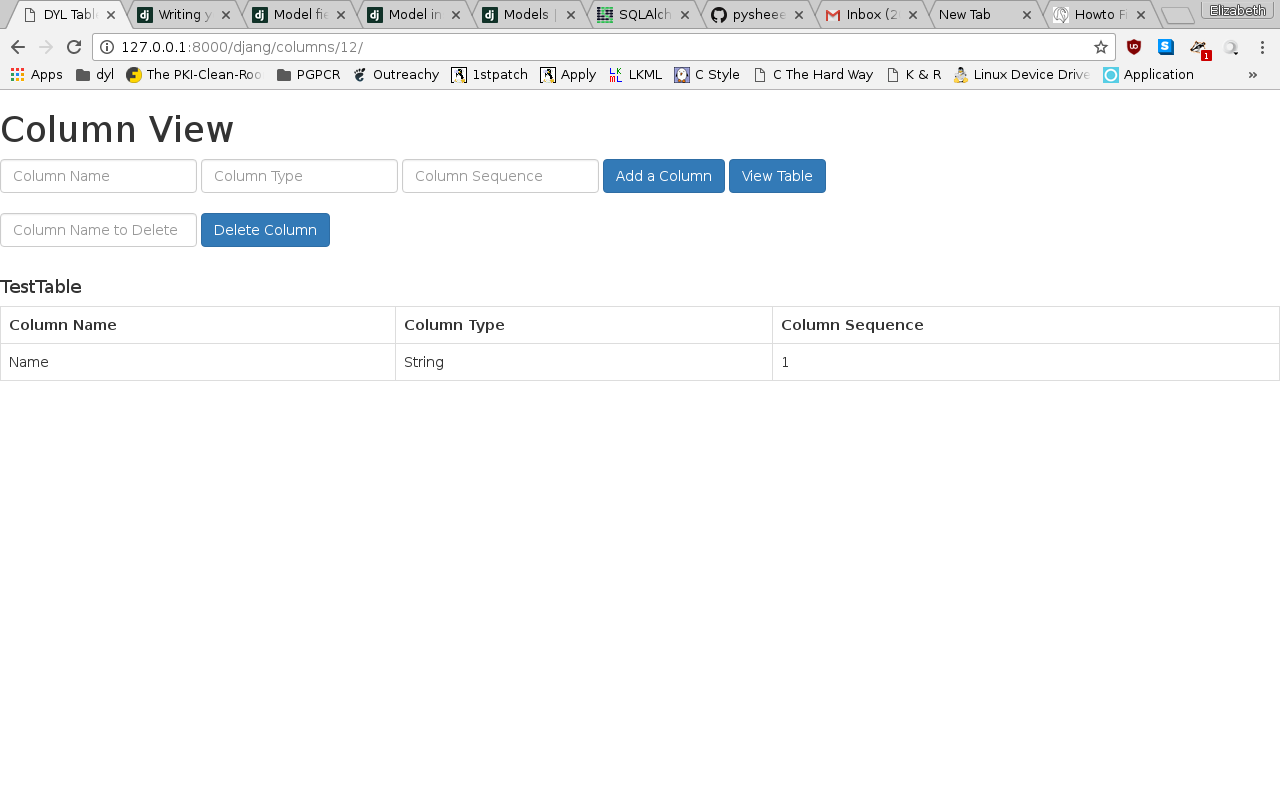 DYL Tabl Writing y Model fie Model in Models | SQLAlch pysheee Inbox (2 New Tab Howto Fi Elizabeth
127.0.0.1:8000/djang/columns/12/
Apps dyl The PKI-Clean-Roo PGPCR Outreachy 1stpatch Apply LKML C Style C The Hard Way K & R Linux Device Drive Application »
Column View
Column Name Column Type Column Sequence Add a Column View Table
Column Name to Delete Delete Column
TestTable
Column Name Column Type Column Sequence
Name String 1